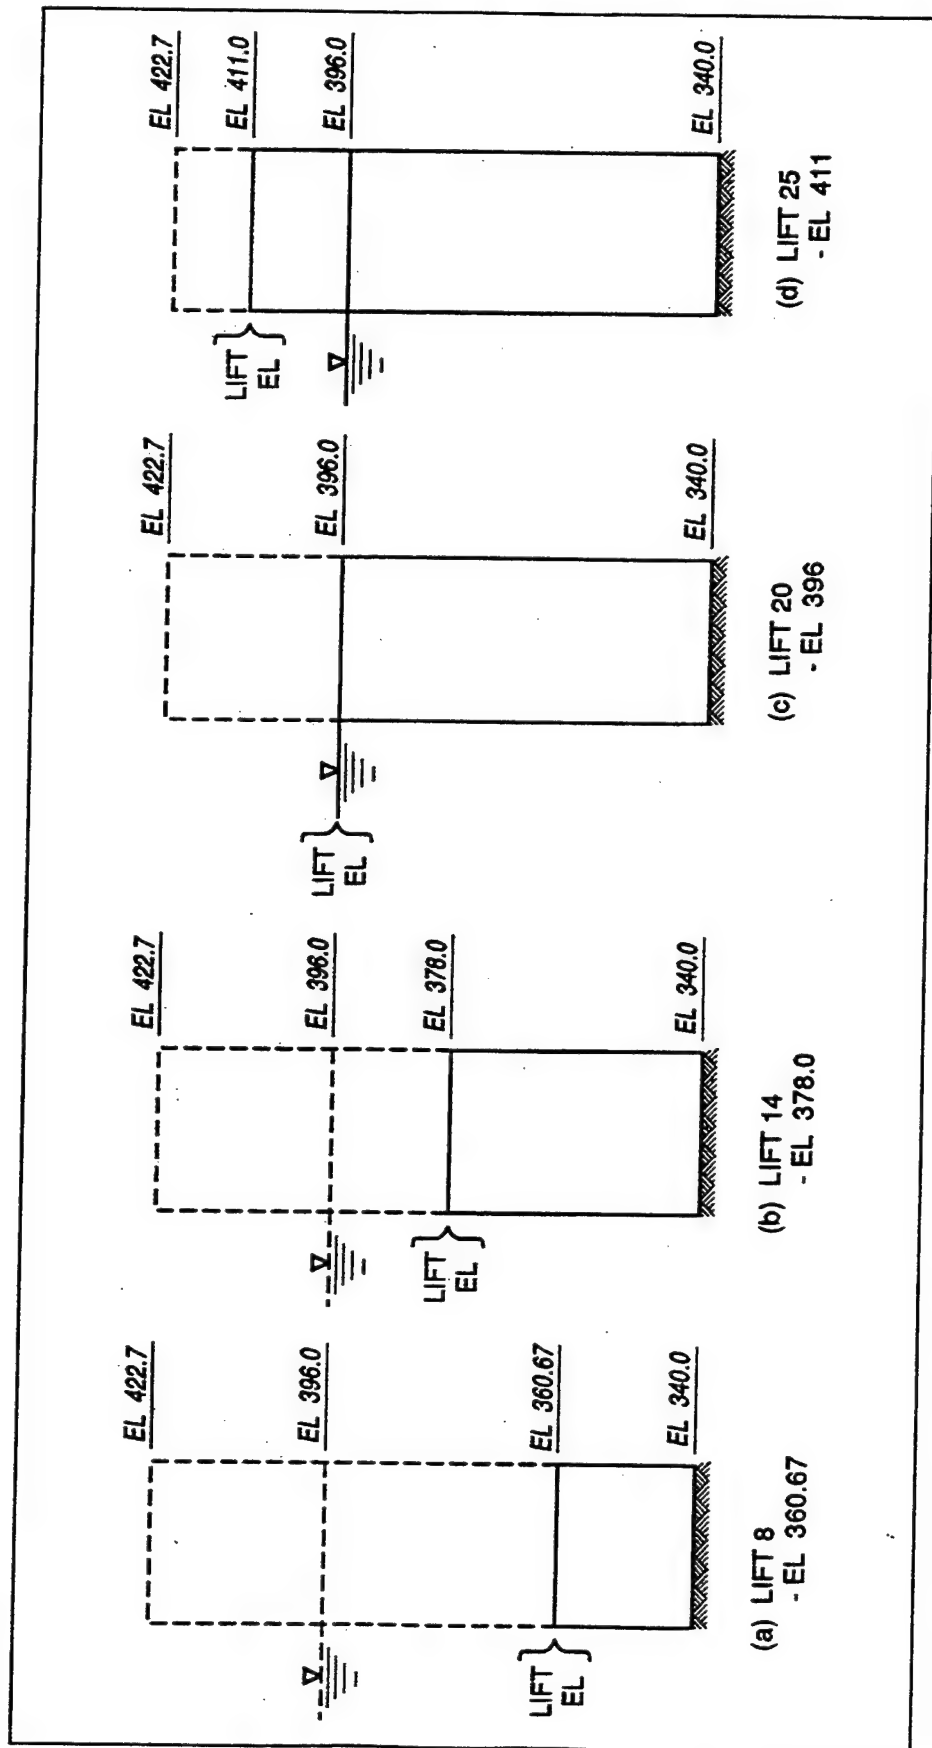 EL 422.7
EL 396.0
EL 360.67
EL 340.0
LIFT
EL
(a) LIFT 8
- EL 360.67
EL 422.7
EL 396.0
EL 378.0
EL 340.0
LIFT
EL
(b) LIFT 14
- EL 378.0
EL 422.7
EL 396.0
EL 340.0
LIFT
EL
(c) LIFT 20
- EL 396
EL 422.7
EL 411.0
EL 396.0
EL 340.0
LIFT
EL
(d) LIFT 25
- EL 411